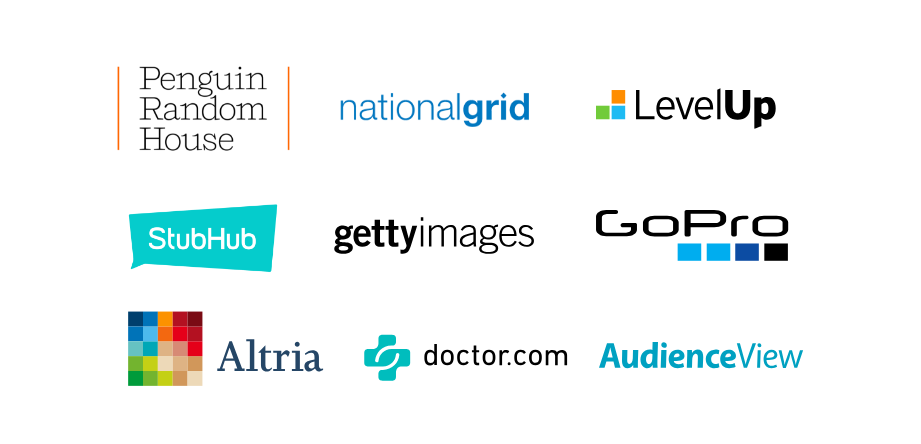 Penguin
Random
House
nationalgrid
LevelUp
StubHub
gettyimages
GoPro
Altria
doctor.com
AudienceView